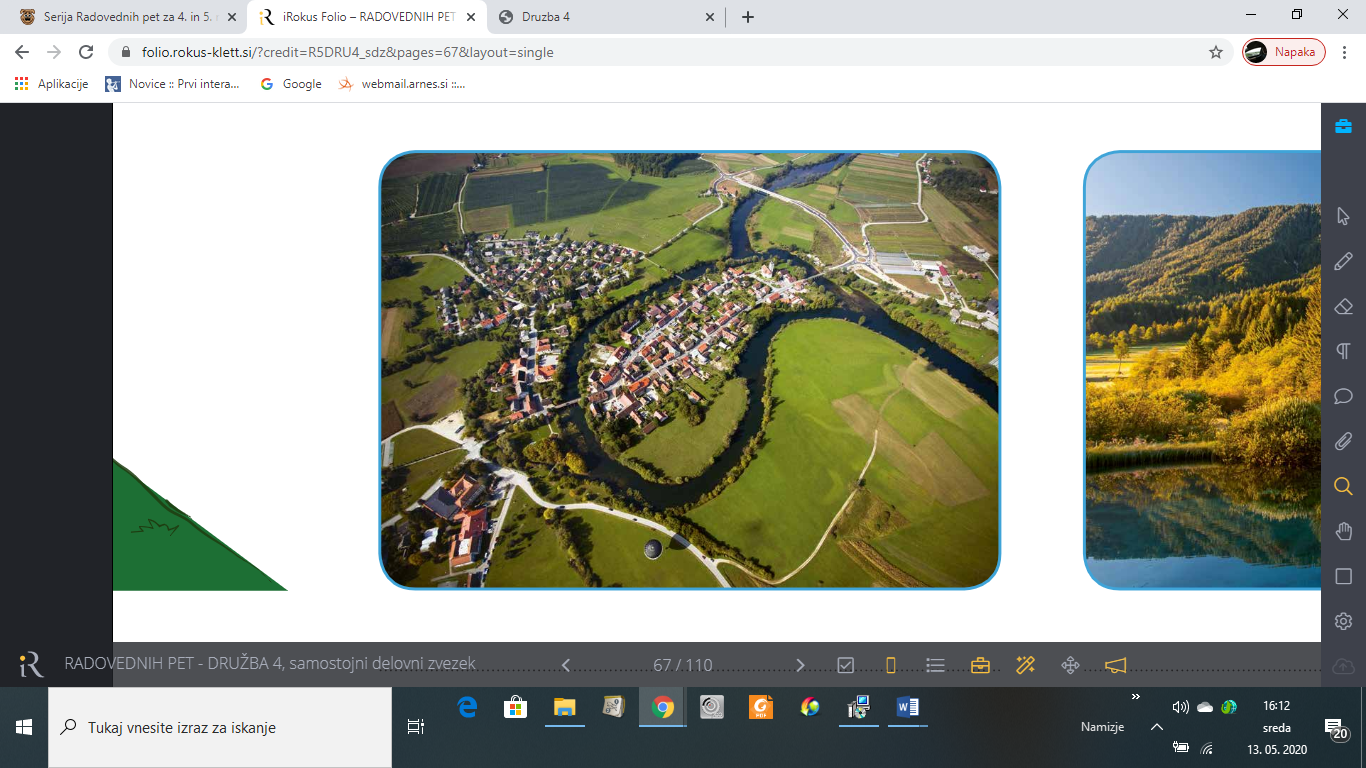 Serija Radovednih pet za 4. in 5. r
iRokus Folio – RADOVEDNIH PET
Druzba 4
folio.rokus-klett.si/?credit=R5DRU4_sdz&pages=67&layout=single
Napaka
Aplikacije
Novice :: Prvi intera...
Google
webmail.arnes.si ::...
iR
RADOVEDNIH PET - DRUŽBA 4, samostojni delovni zvezek
67 / 110
Tukaj vnesite izraz za iskanje
PDF
W
Namizje
16:12
sreda
13. 05. 2020
20